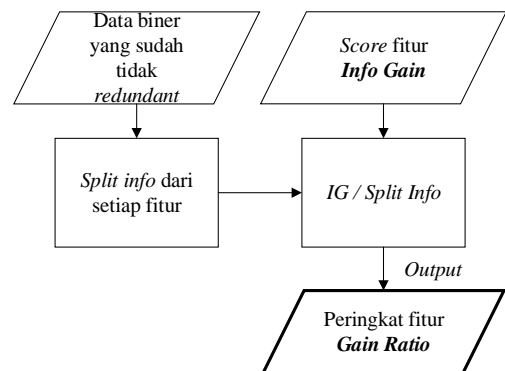 Data biner
yang sudah
tidak
redundant
Score fitur
Info Gain
Split info dari
setiap fitur
IG / Split Info
Output
Peringkat fitur
Gain Ratio